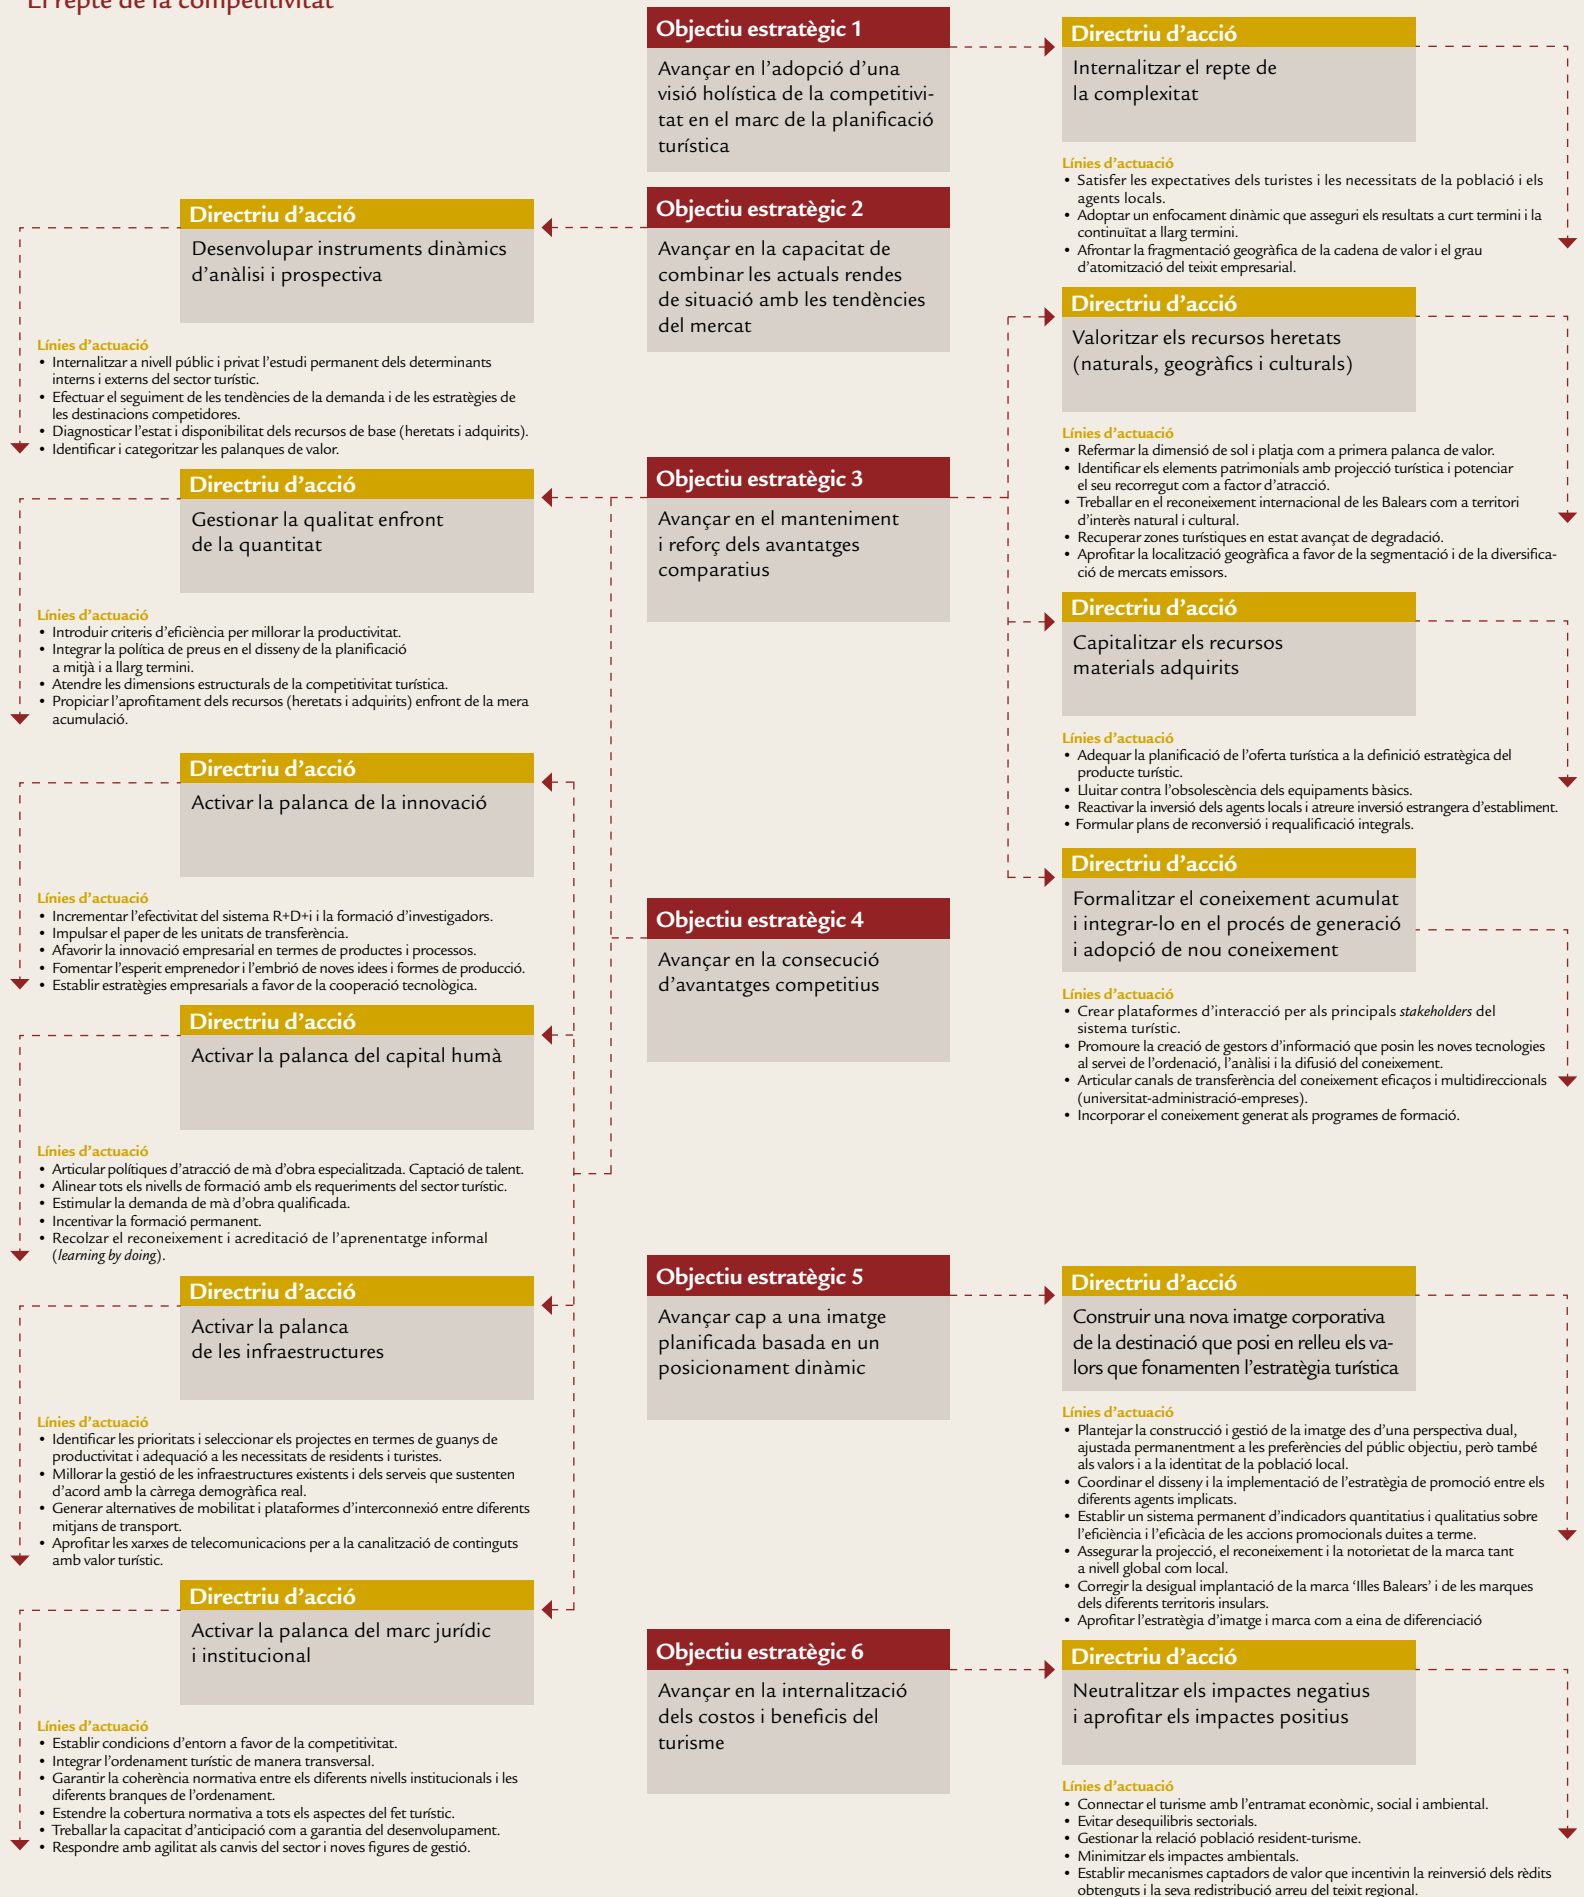 El repte de la competitivitat
Objectiu estratègic 1
Avançar en l’adopció d’una
visió holística de la competitivi-
tat en el marc de la planificació
turística
Directriu d’acció
Internalitzar el repte de
la complexitat
Línies d’actuació
• Satisfer les expectatives dels turistes i les necessitats de la població i els
agents locals.
• Adoptar un enfocament dinàmic que asseguri els resultats a curt termini i la
continuïtat a llarg termini.
• Afrontar la fragmentació geogràfica de la cadena de valor i el grau
d’atomització del teixit empresarial.
Objectiu estratègic 2
Avançar en la capacitat de
combinar les actuals rendes
de situació amb les tendències
del mercat
Directriu d’acció
Desenvolupar instruments dinàmics
d’anàlisi i prospectiva
Línies d’actuació
• Internalitzar a nivell públic i privat l’estudi permanent dels determinants
interns i externs del sector turístic.
• Efectuar el seguiment de les tendències de la demanda i de les estratègies de
les destinacions competidores.
• Diagnosticar l’estat i disponibilitat dels recursos de base (heretats i adquirits).
• Identificar i categoritzar les palanques de valor.
Objectiu estratègic 3
Avançar en el manteniment
i reforç dels avantatges
comparatius
Directriu d’acció
Gestionar la qualitat enfront
de la quantitat
Línies d’actuació
• Introduir criteris d’eficiència per millorar la productivitat.
• Integrar la política de preus en el disseny de la planificació
a mitjà i a llarg termini.
• Atendre les dimensions estructurals de la competitivitat turística.
• Propiciar l’aprofitament dels recursos (heretats i adquirits) enfront de la mera
acumulació.
Directriu d’acció
Valoritzar els recursos heretats
(naturals, geogràfics i culturals)
Línies d’actuació
• Refermar la dimensió de sol i platja com a primera palanca de valor.
• Identificar els elements patrimonials amb projecció turística i potenciar
el seu recorregut com a factor d’atracció.
• Treballar en el reconeixement internacional de les Balears com a territori
d’interès natural i cultural.
• Recuperar zones turístiques en estat avançat de degradació.
• Aprofitar la localització geogràfica a favor de la segmentació i de la diversifica-
ció de mercats emissors.
Directriu d’acció
Capitalitzar els recursos
materials adquirits
Línies d’actuació
• Adequar la planificació de l’oferta turística a la definició estratègica del
producte turístic.
• Lluitar contra l’obsolescència dels equipaments bàsics.
• Reactivar la inversió dels agents locals i atreure inversió estrangera d’establiment.
• Formular plans de reconversió i requalificació integrals.
Directriu d’acció
Formalitzar el coneixement acumulat
i integrar-lo en el procés de generació
i adopció de nou coneixement
Línies d’actuació
• Crear plataformes d’interacció per als principals stakeholders del
sistema turístic.
• Promoure la creació de gestors d’informació que posin les noves tecnologies
al servei de l’ordenació, l’anàlisi i la difusió del coneixement.
• Articular canals de transferència del coneixement eficaços i multidireccionals
(universitat-administració-empreses).
• Incorporar el coneixement generat als programes de formació.
Objectiu estratègic 4
Avançar en la consecució
d’avantatges competitius
Directriu d’acció
Activar la palanca de la innovació
Línies d’actuació
• Incrementar l’efectivitat del sistema R+D+i i la formació d’investigadors.
• Impulsar el paper de les unitats de transferència.
• Afavorir la innovació empresarial en termes de productes i processos.
• Fomentar l’esperit emprenedor i l’embrió de noves idees i formes de producció.
• Establir estratègies empresarials a favor de la cooperació tecnològica.
Directriu d’acció
Activar la palanca del capital humà
Línies d’actuació
• Articular polítiques d’atracció de mà d’obra especialitzada. Captació de talent.
• Alinear tots els nivells de formació amb els requeriments del sector turístic.
• Estimular la demanda de mà d’obra qualificada.
• Incentivar la formació permanent.
• Recolzar el reconeixement i acreditació de l’aprenentatge informal
(learning by doing).
Directriu d’acció
Activar la palanca
de les infraestructures
Línies d’actuació
• Identificar les prioritats i seleccionar els projectes en termes de guanys de
productivitat i adequació a les necessitats de residents i turistes.
• Millorar la gestió de les infraestructures existents i dels serveis que sustenten
d’acord amb la càrrega demogràfica real.
• Generar alternatives de mobilitat i plataformes d’interconnexió entre diferents
mitjans de transport.
• Aprofitar les xarxes de telecomunicacions per a la canalització de continguts
amb valor turístic.
Directriu d’acció
Activar la palanca del marc jurídic
i institucional
Línies d’actuació
• Establir condicions d’entorn a favor de la competitivitat.
• Integrar l’ordenament turístic de manera transversal.
• Garantir la coherència normativa entre els diferents nivells institucionals i les
diferents branques de l’ordenament.
• Estendre la cobertura normativa a tots els aspectes del fet turístic.
• Treballar la capacitat d’anticipació com a garantia del desenvolupament.
• Respondre amb agilitat als canvis del sector i noves figures de gestió.
Objectiu estratègic 5
Avançar cap a una imatge
planificada basada en un
posicionament dinàmic
Directriu d’acció
Construir una nova imatge corporativa
de la destinació que posi en relleu els va-
lors que fonamenten l’estratègia turística
Línies d’actuació
• Plantejar la construcció i gestió de la imatge des d’una perspectiva dual,
ajustada permanentment a les preferències del públic objectiu, però també
als valors i a la identitat de la població local.
• Coordinar el disseny i la implementació de l’estratègia de promoció entre els
diferents agents implicats.
• Establir un sistema permanent d’indicadors quantitatius i qualitatius sobre
l’eficiència i l’eficàcia de les accions promocionals duites a terme.
• Assegurar la projecció, el reconeixement i la notorietat de la marca tant
a nivell global com local.
• Corregir la desigual implantació de la marca ‘Illes Balears’ i de les marques
dels diferents territoris insulars.
• Aprofitar l’estratègia d’imatge i marca com a eina de diferenciació
Objectiu estratègic 6
Avançar en la internalització
dels costos i beneficis del
turisme
Directriu d’acció
Neutralitzar els impactes negatius
i aprofitar els impactes positius
Línies d’actuació
• Connectar el turisme amb l’entramat econòmic, social i ambiental.
• Evitar desequilibris sectorials.
• Gestionar la relació població resident-turisme.
• Minimitzar els impactes ambientals.
• Establir mecanismes captadors de valor que incentivin la reinversió dels rèdits
obtenguts i la seva redistribució arreu del teixit regional.